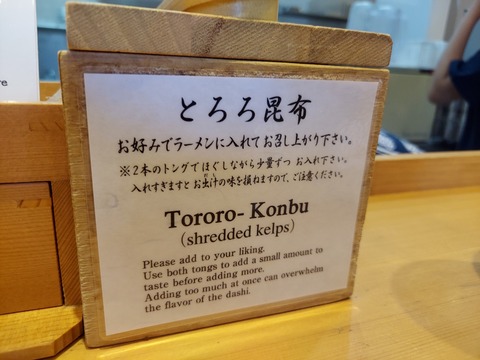 とろろ昆布
お好みでラーメンに入れてお召し上がり下さい。
※2本のトングでほぐしながら少量ずつ お入れ下さい。
入れすぎますとお出汁の味を損ねますので、ご注意ください。
Tororo- Konbu
(shredded kelps)
Please add to your liking.
Use both tongs to add a small amount to
taste before adding more.
Adding too much at once can overwhelm
the flavor of the dashi.